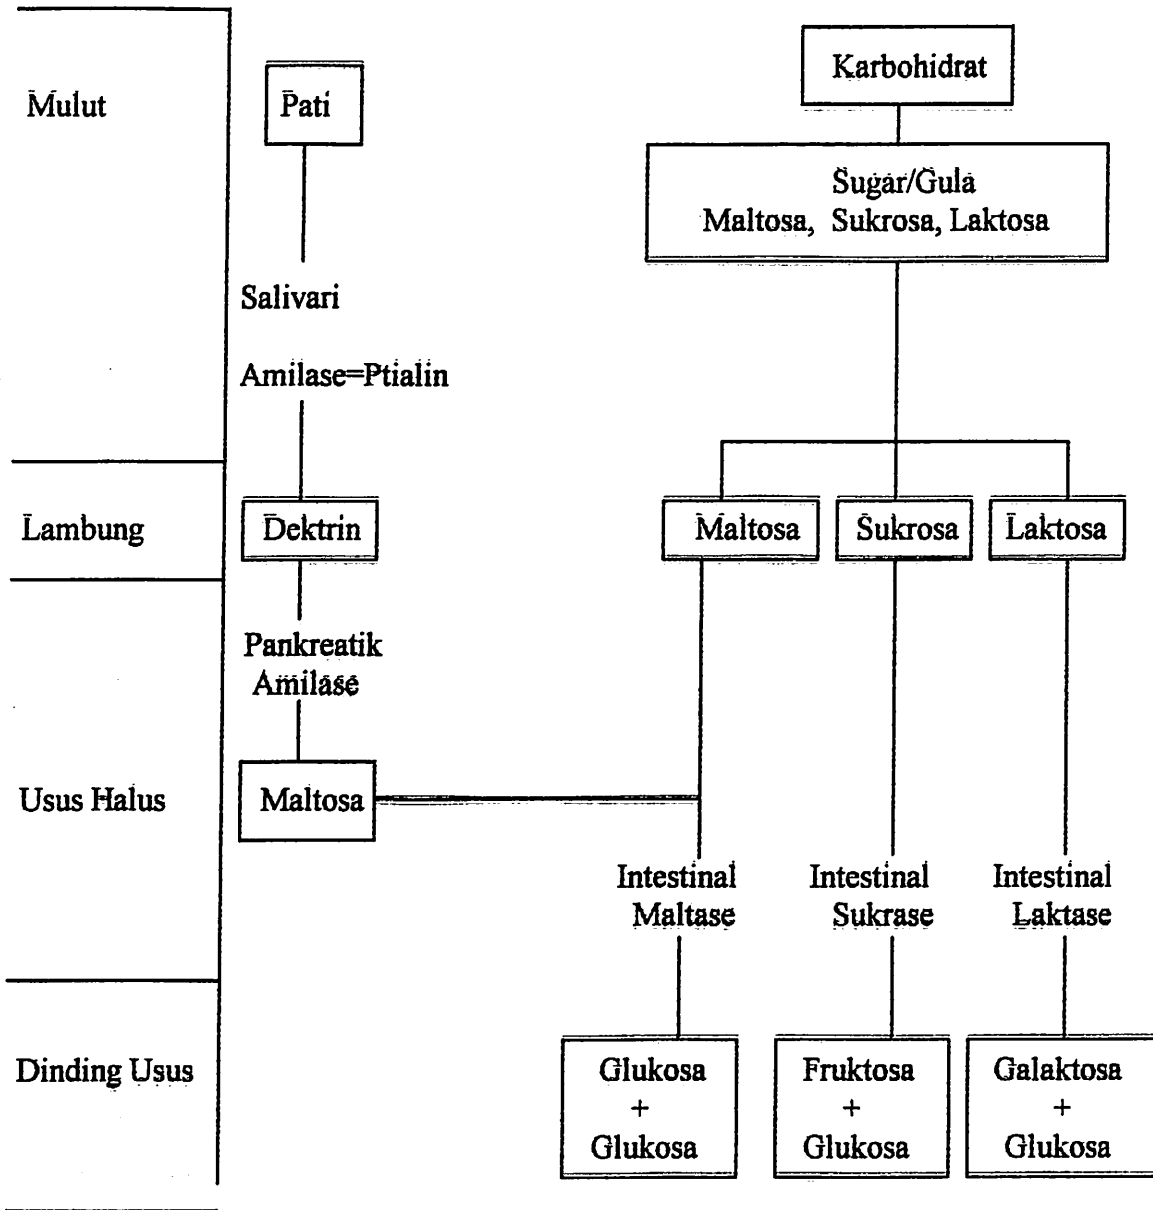 Karbohidrat
Mulut
Pati
Sugar/Gula
Maltosa, Sukrosa, Laktosa
Salivari
Amilase=Ptialin
Lambung
Dektrin
Maltosa
Sukrosa
Laktosa
Pankreatik
Amilase
Usus Halus
Maltosa
Intestinal
Maltase
Intestinal
Sukrase
Intestinal
Laktase
Dinding Usus
Glukosa
+
Glukosa
Fruktosa
+
Glukosa
Galaktosa
+
Glukosa